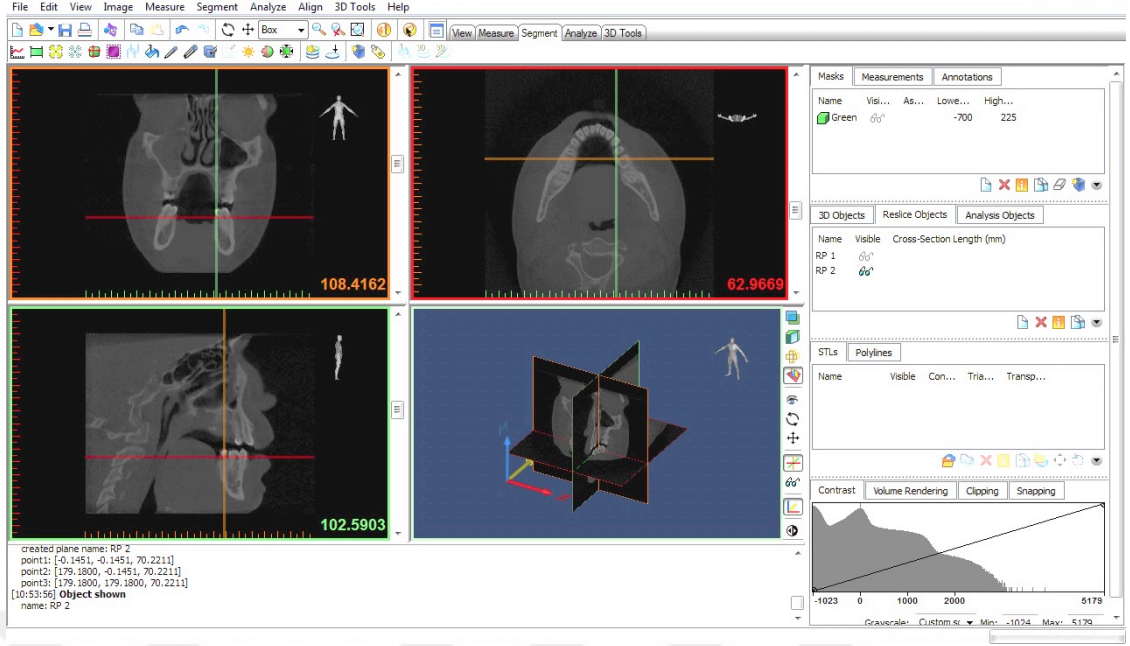 File Edit View Image Measure Segment Analyze Align 3D Tools Help
Box View Measure Segment Analyze 3D Tools
108.4162
62.9669
102.5903
Masks Measurements Annotations
Name Visi... As... Lowe... High...
Green -700 225
3D Objects Reslice Objects Analysis Objects
Name Visible Cross-Section Length (mm)
RP 1
RP 2
STLs Polylines
Name Visible Con... Tria... Transp...
Contrast Volume Rendering Clipping Snapping
-1023 0 1000 2000 5179
Grayscale: Custom sc Min: -1024 Max: 5179
created plane name: RP 2
point1: [-0.1451, -0.1451, 70.2211]
point2: [179.1800, -0.1451, 70.2211]
point3: [179.1800, 179.1800, 70.2211]
[10:53:56] Object shown
name: RP 2